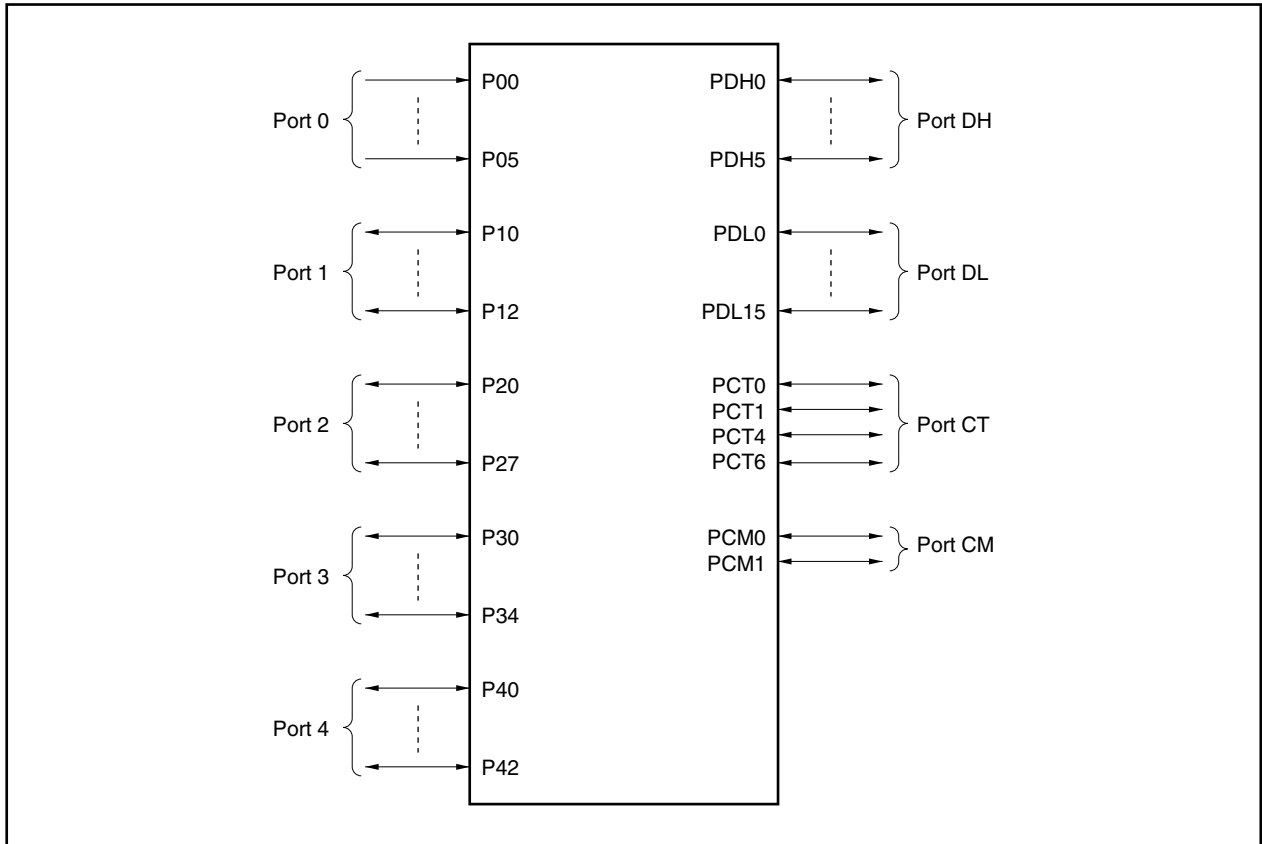 Port 0
P00
P05
Port 1
P10
P12
Port 2
P20
P27
Port 3
P30
P34
Port 4
P40
P42
PDH0
PDH5
Port DH
PDL0
PDL15
Port DL
PCT0
PCT1
PCT4
PCT6
Port CT
PCM0
PCM1
Port CM